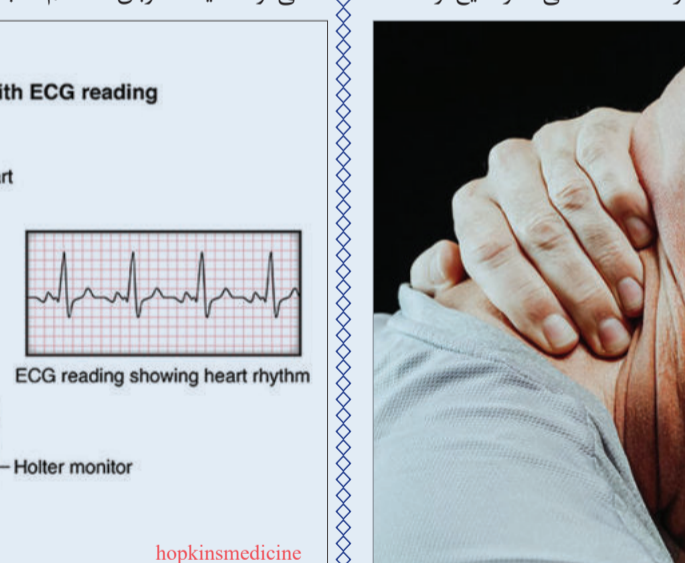 ith ECG reading
rt
ECG reading showing heart rhythm
Holter monitor
hopkinsmedicine